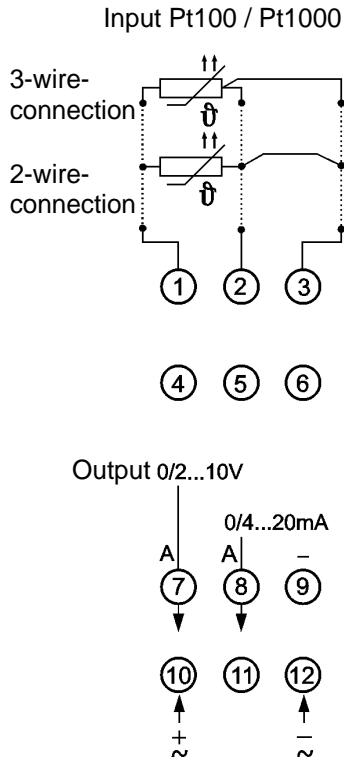 Input Pt100 / Pt1000
3-wire-
connection
ϑ
2-wire-
connection
ϑ
1 2 3
4 5 6
Output 0/2...10V
0/4...20mA
A A –
7 8 9
10 11 12
+ –
~ ~